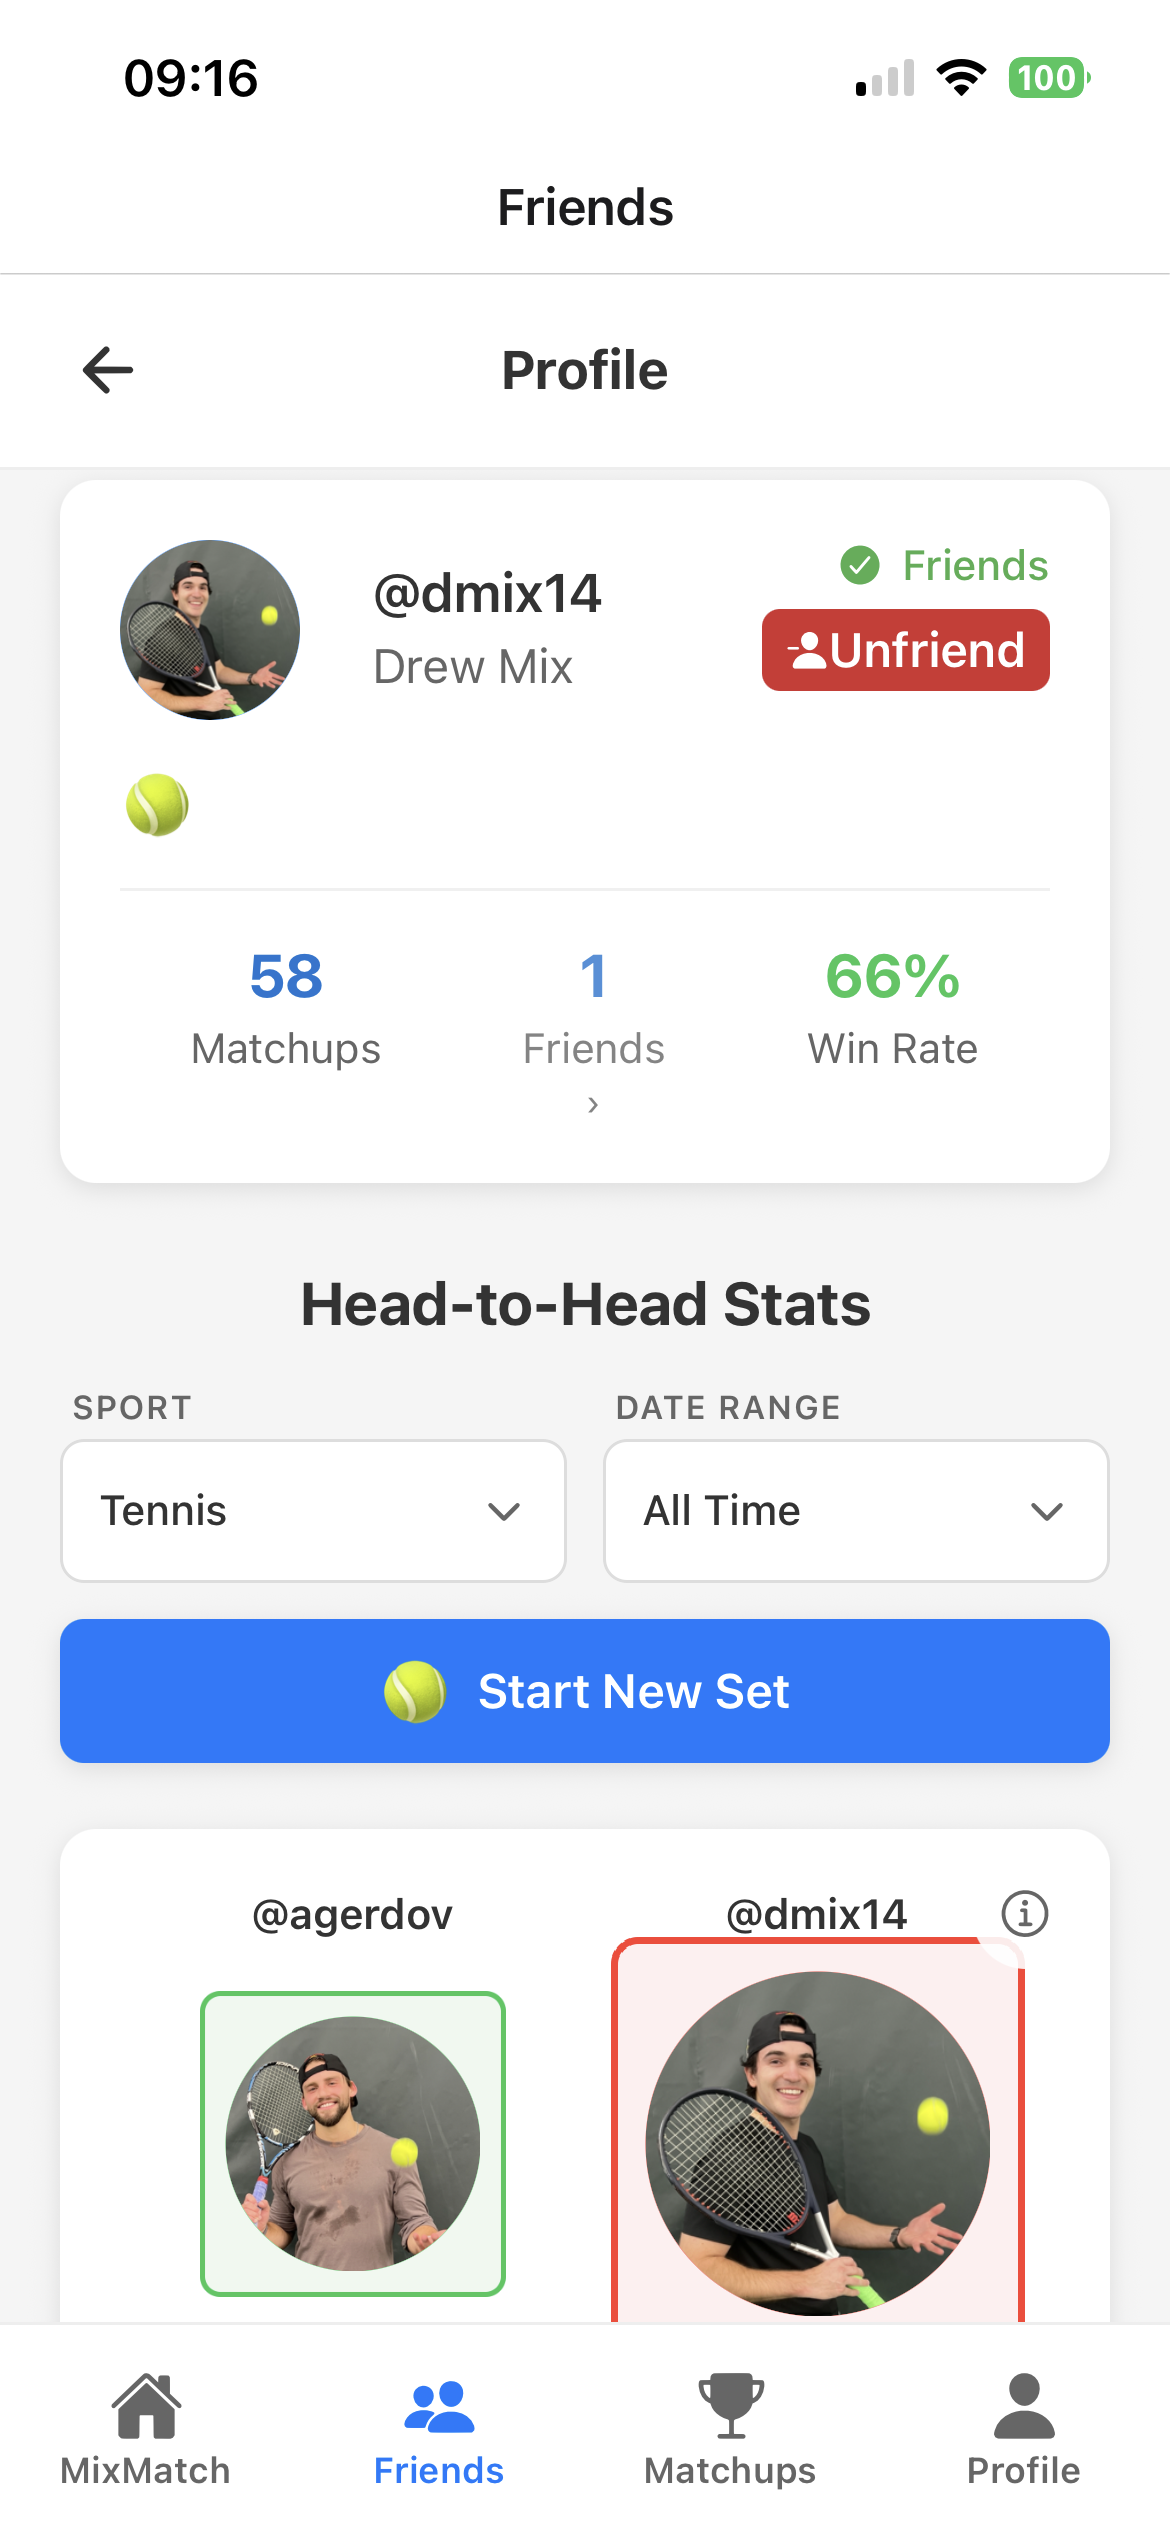 09:16
100
Friends
Profile
@dmix14
Drew Mix
Friends
Unfriend
58
1
66%
Matchups
Friends
Win Rate
›
Head-to-Head Stats
SPORT
DATE RANGE
Tennis
All Time
Start New Set
@agerdov
@dmix14
MixMatch
Friends
Matchups
Profile